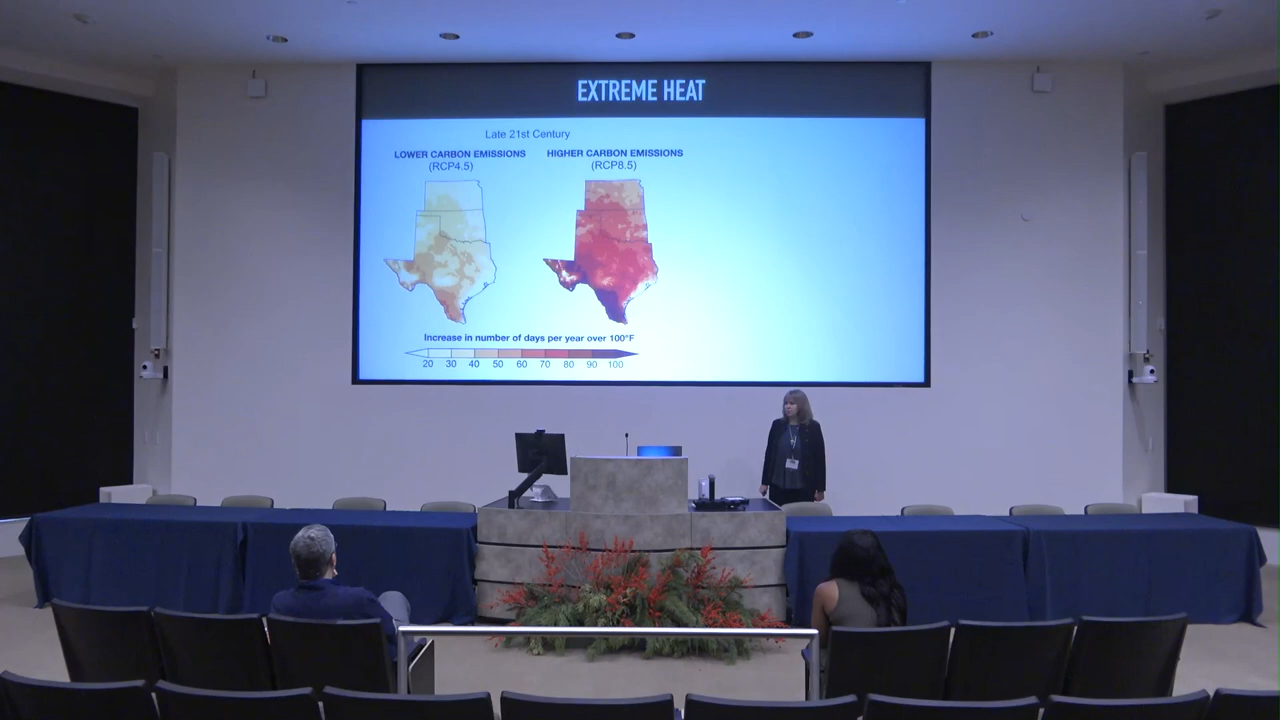 EXTREME HEAT
Late 21st Century
LOWER CARBON EMISSIONS
(RCP4.5)
HIGHER CARBON EMISSIONS
(RCP8.5)
Increase in number of days per year over 100°F
20 30 40 50 60 70 80 90 100